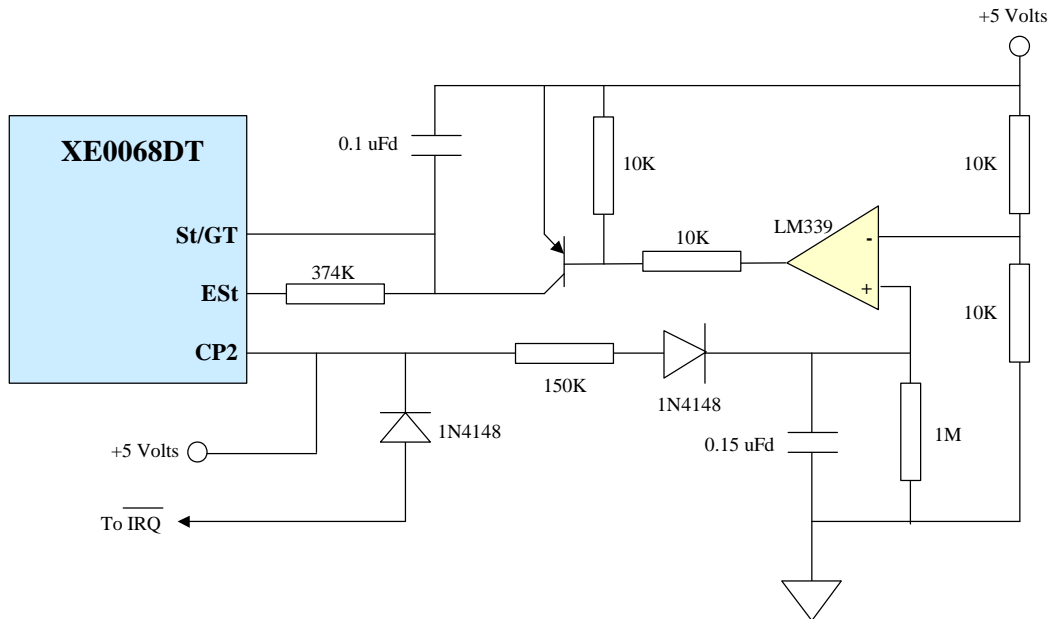 +5 Volts
XE0068DT
0.1 uFd
10K
10K
LM339
-
St/GT
10K
374K
ESt
+
10K
CP2
150K
1N4148
1N4148
0.15 uFd
1M
+5 Volts
To IRQ